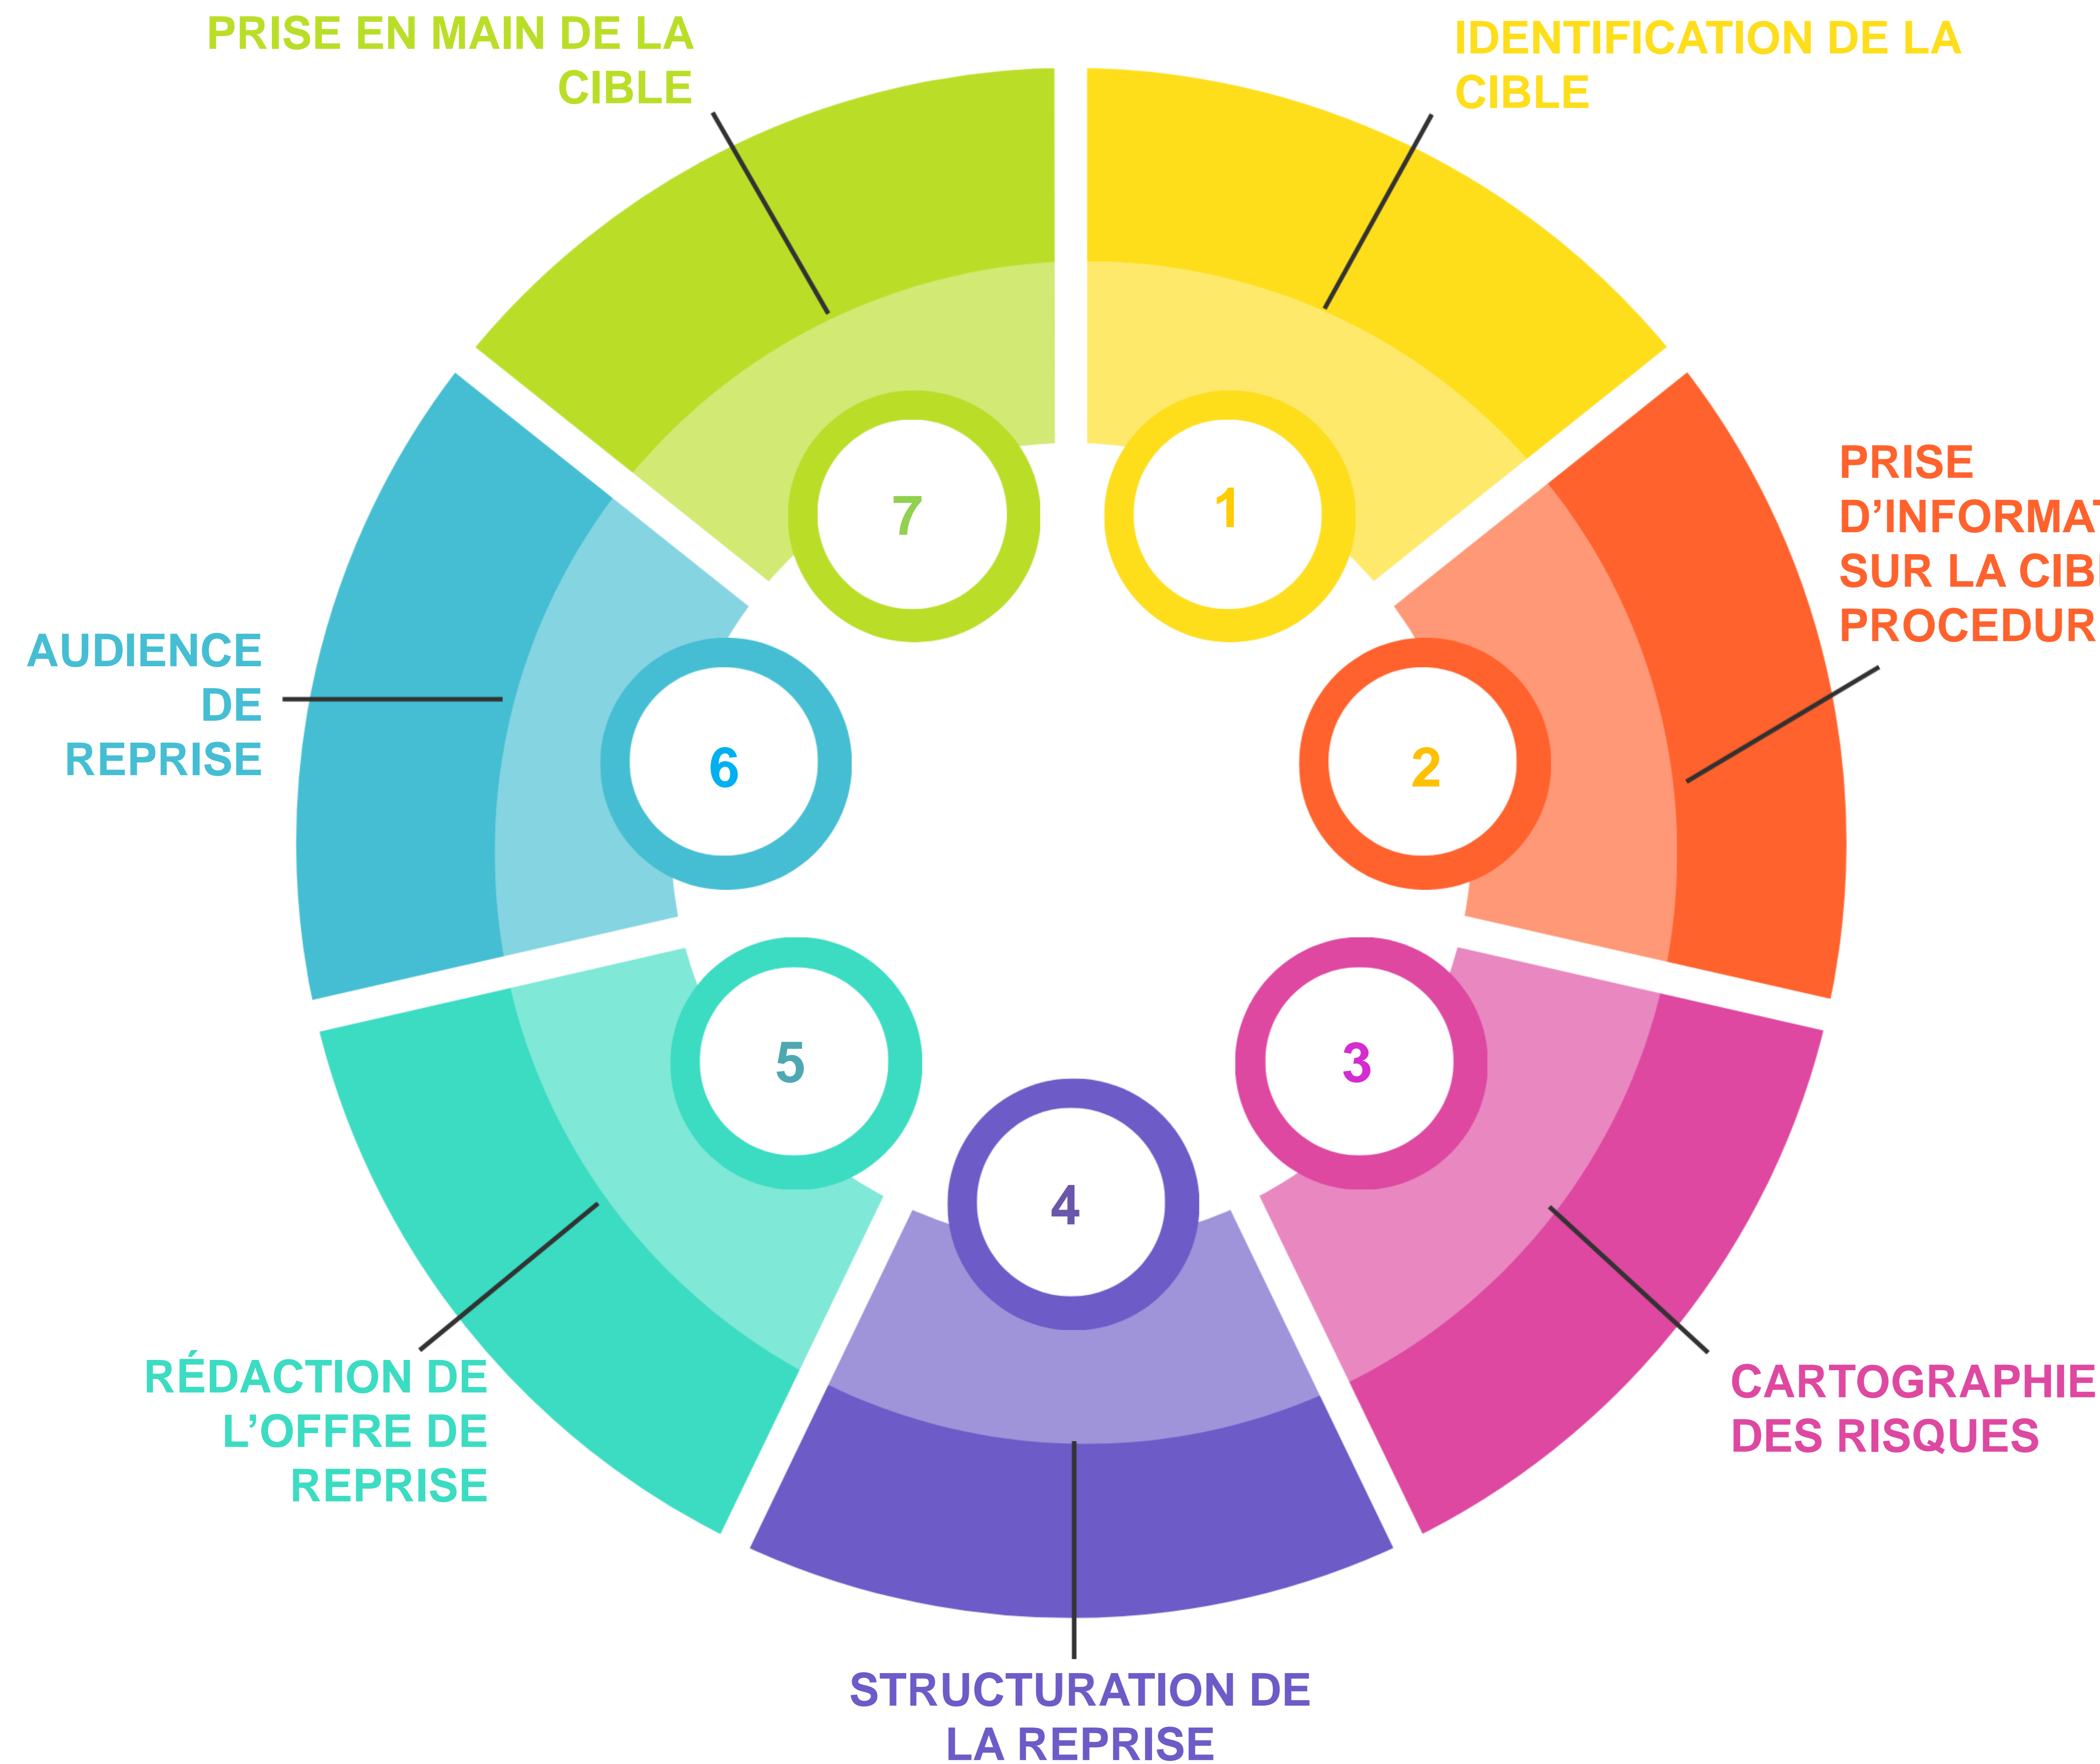 PRISE EN MAIN DE LA
CIBLE
IDENTIFICATION DE LA
CIBLE
PRISE
SUR LA
AUDIENCE
DE
REPRISE
7
1
6
2
5
3
4
RÉDACTION DE
L’OFFRE DE
REPRISE
CARTOGRAPHIE
DES RISQUES
STRUCTURATION DE
LA REPRISE